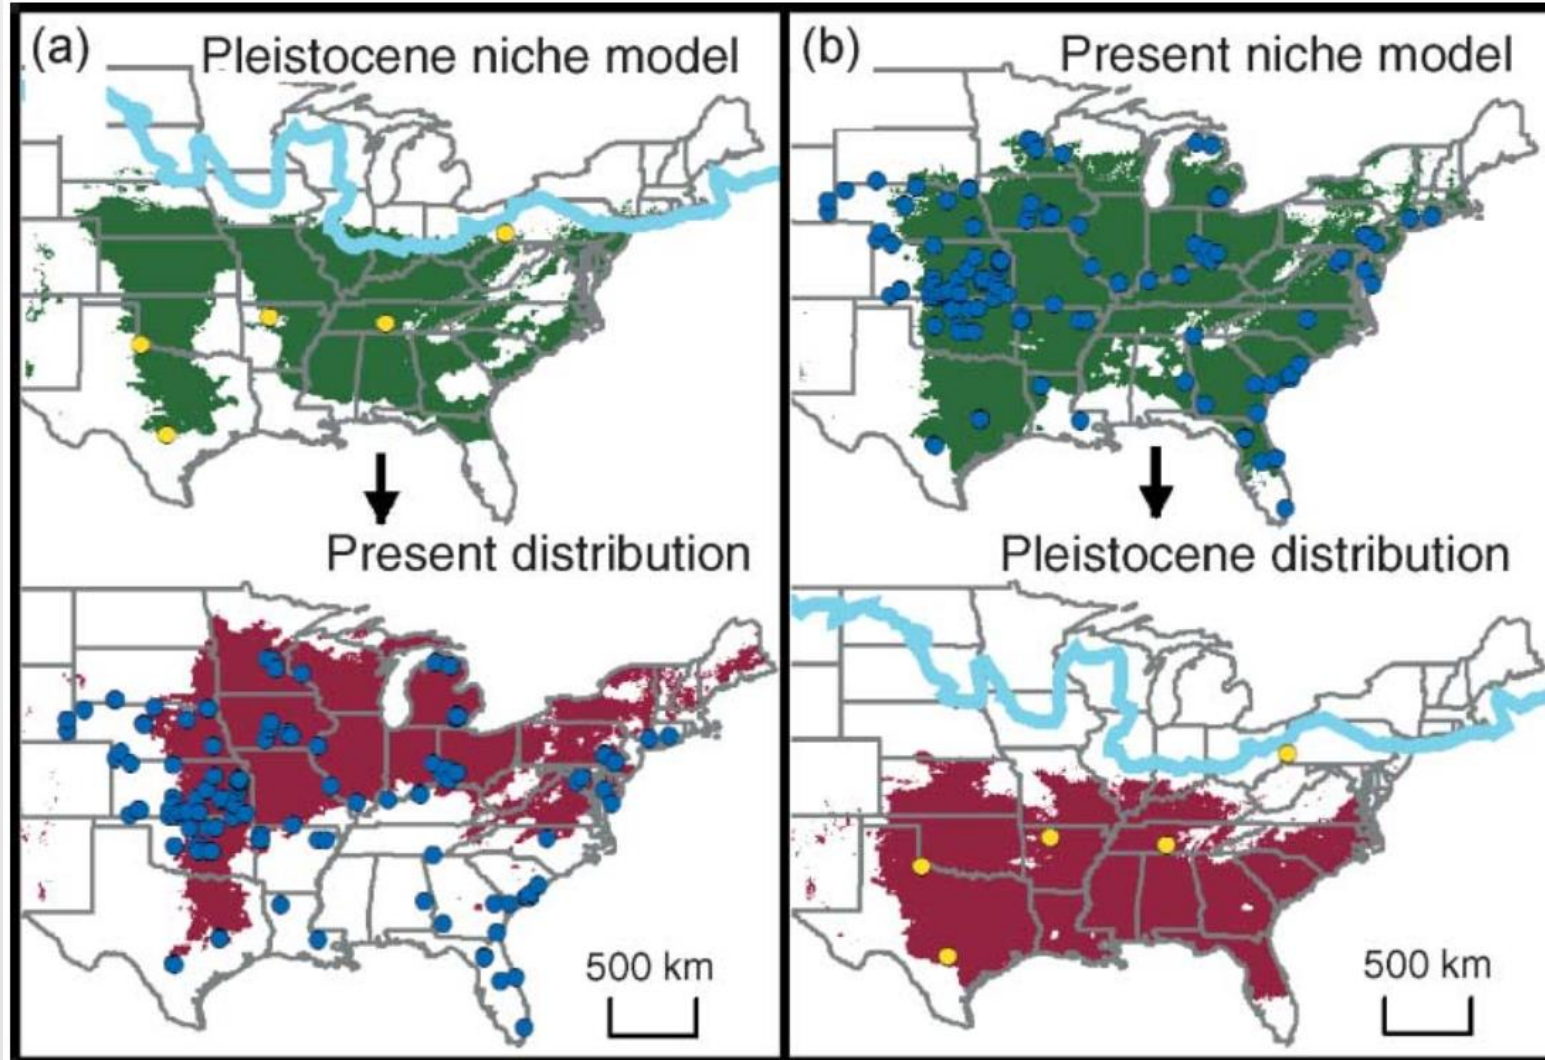 (a)
Pleistocene niche model
Present distribution
500 km
(b)
Present niche model
Pleistocene distribution
500 km